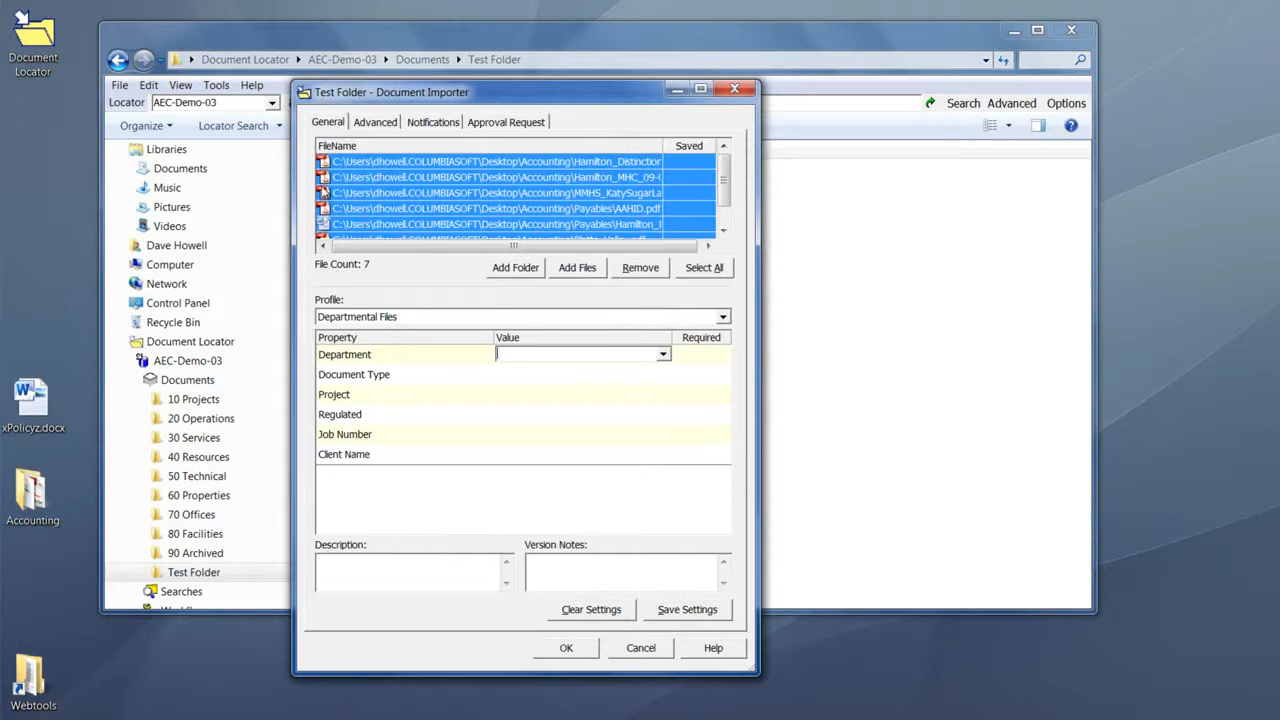 Document
Locator
xPolicyz.docx
Accounting
Webtools
Document Locator
AEC-Demo-03
Documents
Test Folder
File Edit View Tools Help
Locator AEC-Demo-03
Search Advanced Options
Organize
Locator Search
Libraries
Documents
Music
Pictures
Videos
Dave Howell
Computer
Network
Control Panel
Recycle Bin
Document Locator
AEC-Demo-03
Documents
10 Projects
20 Operations
30 Services
40 Resources
50 Technical
60 Properties
70 Offices
80 Facilities
90 Archived
Test Folder
Searches
Test Folder - Document Importer
General Advanced Notifications Approval Request
FileName Saved
C:\Users\dhowell.COLUMBIASOFT\Desktop\Accounting\Hamilton_Distinction
C:\Users\dhowell.COLUMBIASOFT\Desktop\Accounting\Hamilton_MHC_09-
C:\Users\dhowell.COLUMBIASOFT\Desktop\Accounting\MMHS_KatySugarLa
C:\Users\dhowell.COLUMBIASOFT\Desktop\Accounting\Payables\AAHID.pdf
C:\Users\dhowell.COLUMBIASOFT\Desktop\Accounting\Payables\Hamilton_
File Count: 7
Add Folder Add Files Remove Select All
Profile:
Departmental Files
Property Value Required
Department
Document Type
Project
Regulated
Job Number
Client Name
Description: Version Notes:
Clear Settings Save Settings
OK Cancel Help